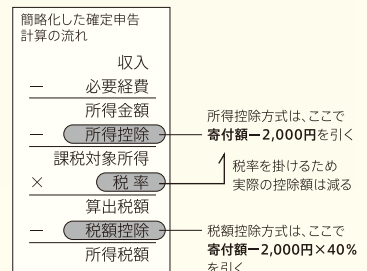 簡略化した確定申告
計算の流れ
収入
− 必要経費
所得金額
− 所得控除
課税対象所得
× 税率
算出税額
− 税額控除
所得税額
所得控除方式は、ここで
寄付額ー2,000円を引く
税率を掛けるため
実際の控除額は減る
税額控除方式は、ここで
寄付額ー2,000円×40%
を引く